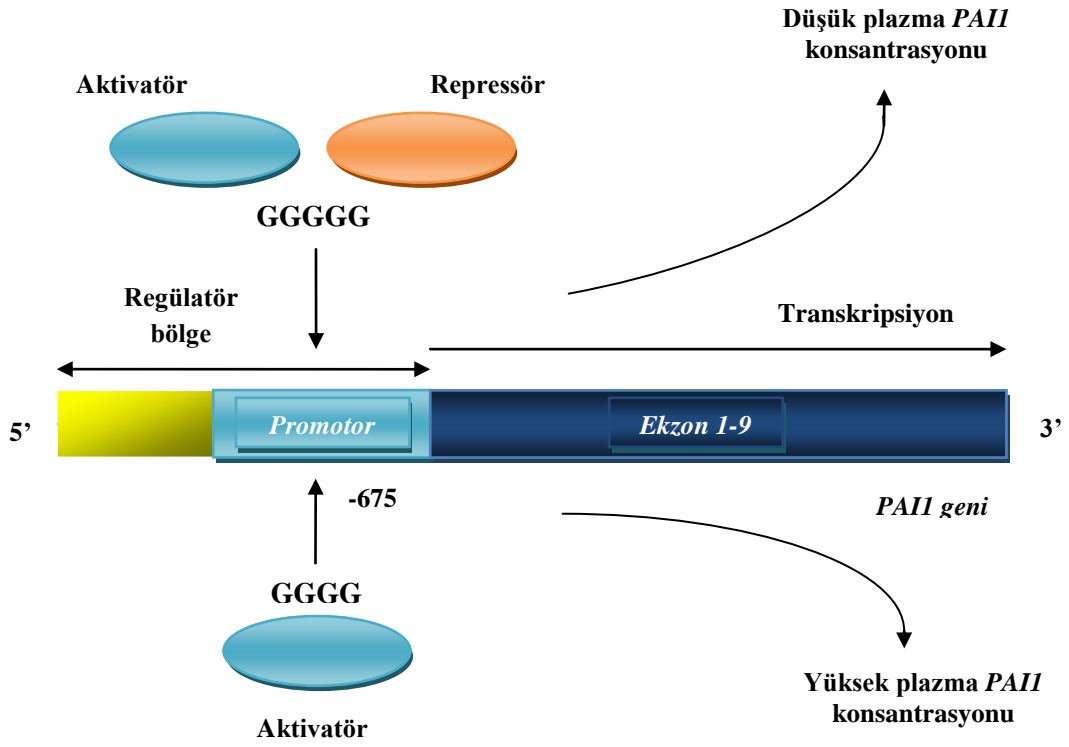 Düşük plazma PAI1
konsantrasyonu
Aktivatör
Repressör
GGGGG
Regülatör
bölge
Transkripsiyon
5’
Promotor
Ekzon 1-9
3’
-675
PAI1 geni
GGGG
Aktivatör
Yüksek plazma PAI1
konsantrasyonu